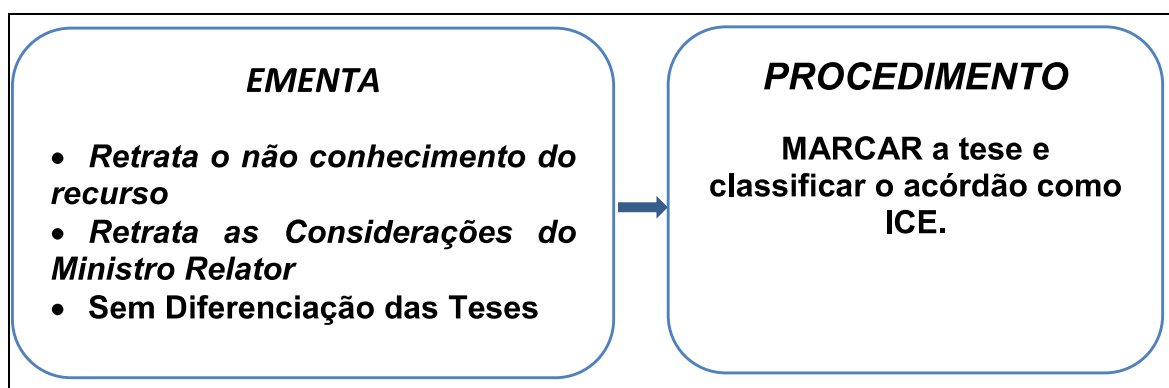 EMENTA
• Retrata o não conhecimento do
recurso
• Retrata as Considerações do
Ministro Relator
• Sem Diferenciação das Teses
PROCEDIMENTO
MARCAR a tese e
classificar o acórdão como
ICE.